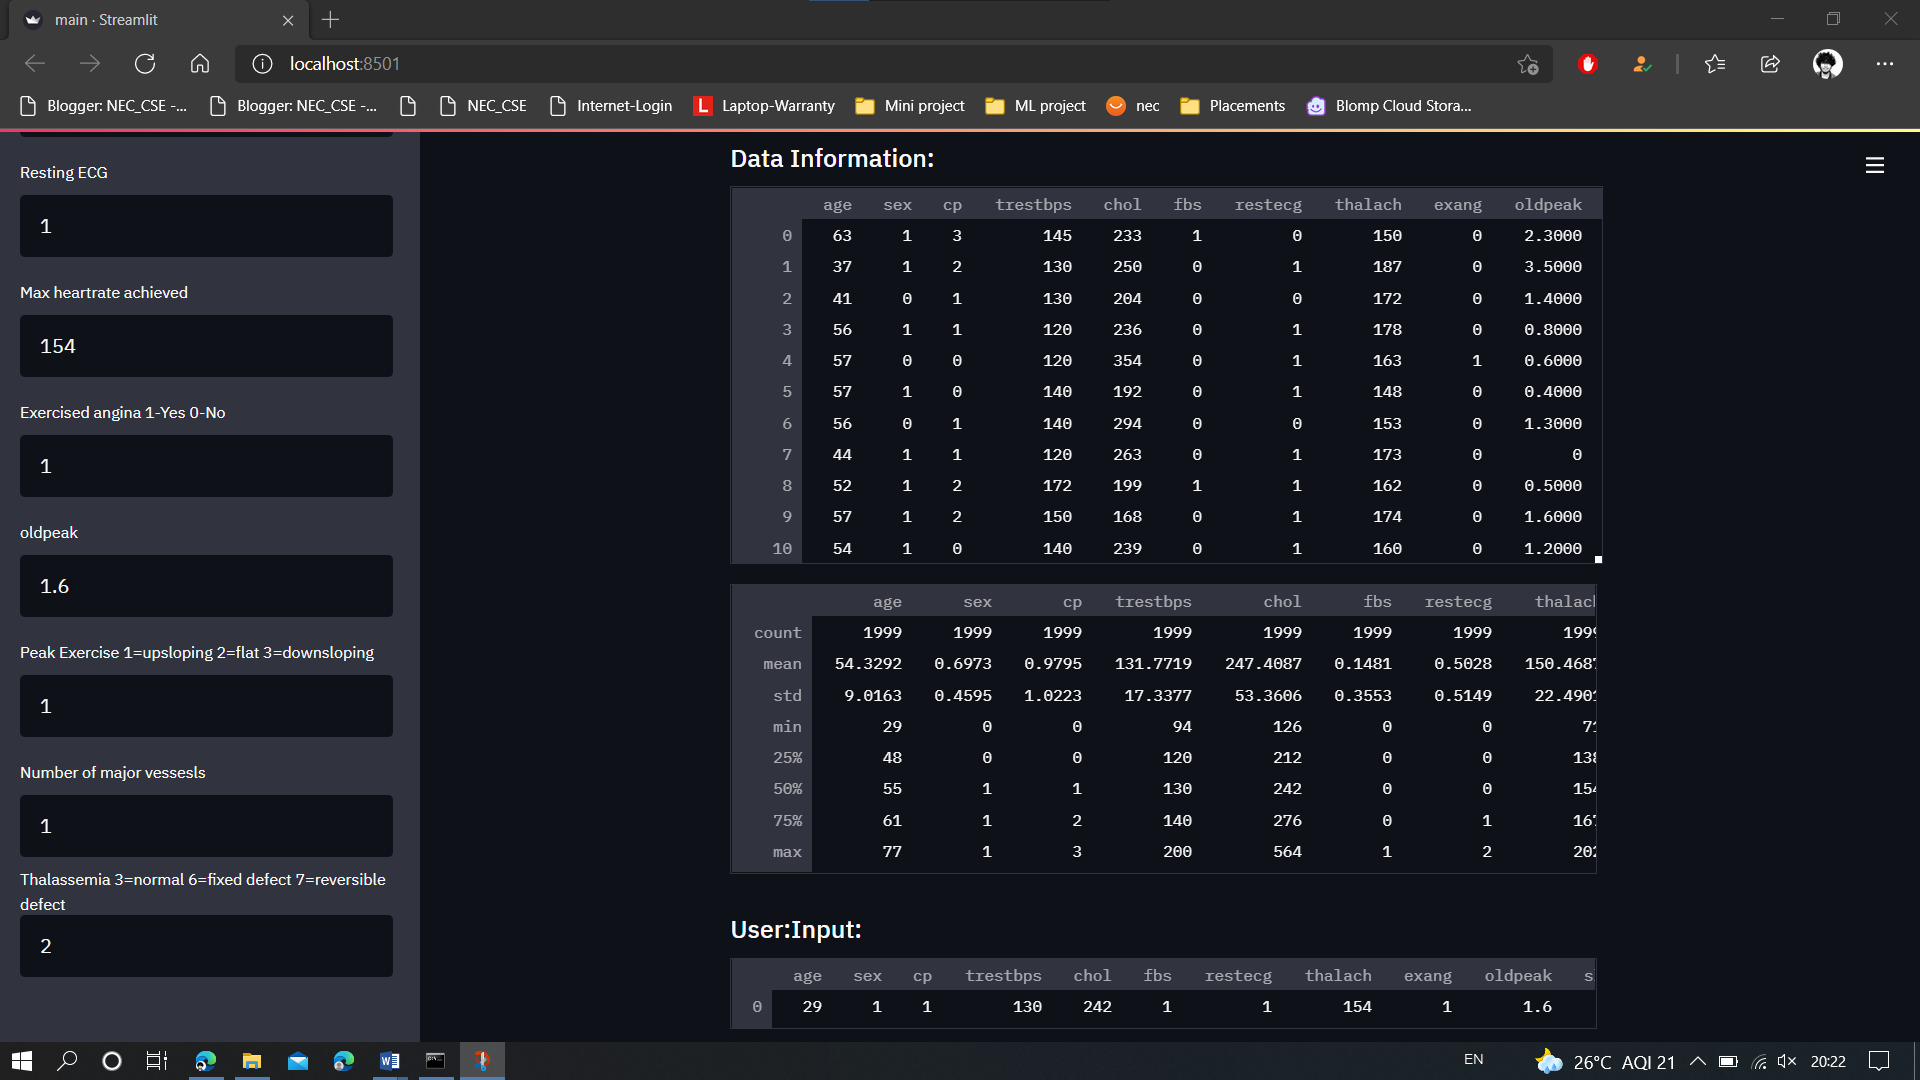 main · Streamlit
localhost:8501
Blogger: NEC_CSE -... Blogger: NEC_CSE -... NEC_CSE Internet-Login L Laptop-Warranty Mini project ML project nec Placements Blomp Cloud Stora...
Resting ECG
1
Max heartrate achieved
154
Exercised angina 1-Yes 0-No
1
oldpeak
1.6
Peak Exercise 1=upsloping 2=flat 3=downsloping
1
Number of major vessesls
1
Thalassemia 3=normal 6=fixed defect 7=reversible
defect
2
Data Information:
age sex cp trestbps chol fbs restecg thalach exang oldpeak
0 63 1 3 145 233 1 0 150 0 2.3000
1 37 1 2 130 250 0 1 187 0 3.5000
2 41 0 1 130 204 0 0 172 0 1.4000
3 56 1 1 120 236 0 1 178 0 0.8000
4 57 0 0 120 354 0 1 163 1 0.6000
5 57 1 0 140 192 0 1 148 0 0.4000
6 56 0 1 140 294 0 0 153 0 1.3000
7 44 1 1 120 263 0 1 173 0 0
8 52 1 2 172 199 1 1 162 0 0.5000
9 57 1 2 150 168 0 1 174 0 1.6000
10 54 1 0 140 239 0 1 160 0 1.2000
age sex cp trestbps chol fbs restecg thalach
count 1999 1999 1999 1999 1999 1999 1999 1999
mean 54.3292 0.6973 0.9795 131.7719 247.4087 0.1481 0.5028 150.4687
std 9.0163 0.4595 1.0223 17.3377 53.3606 0.3553 0.5149 22.4901
min 29 0 0 94 126 0 0 71
25% 48 0 0 120 212 0 0 138
50% 55 1 1 130 242 0 0 154
75% 61 1 2 140 276 0 1 167
max 77 1 3 200 564 1 2 202
User:Input:
age sex cp trestbps chol fbs restecg thalach exang oldpeak s
0 29 1 1 130 242 1 1 154 1 1.6
EN 26°C AQI 21 20:22